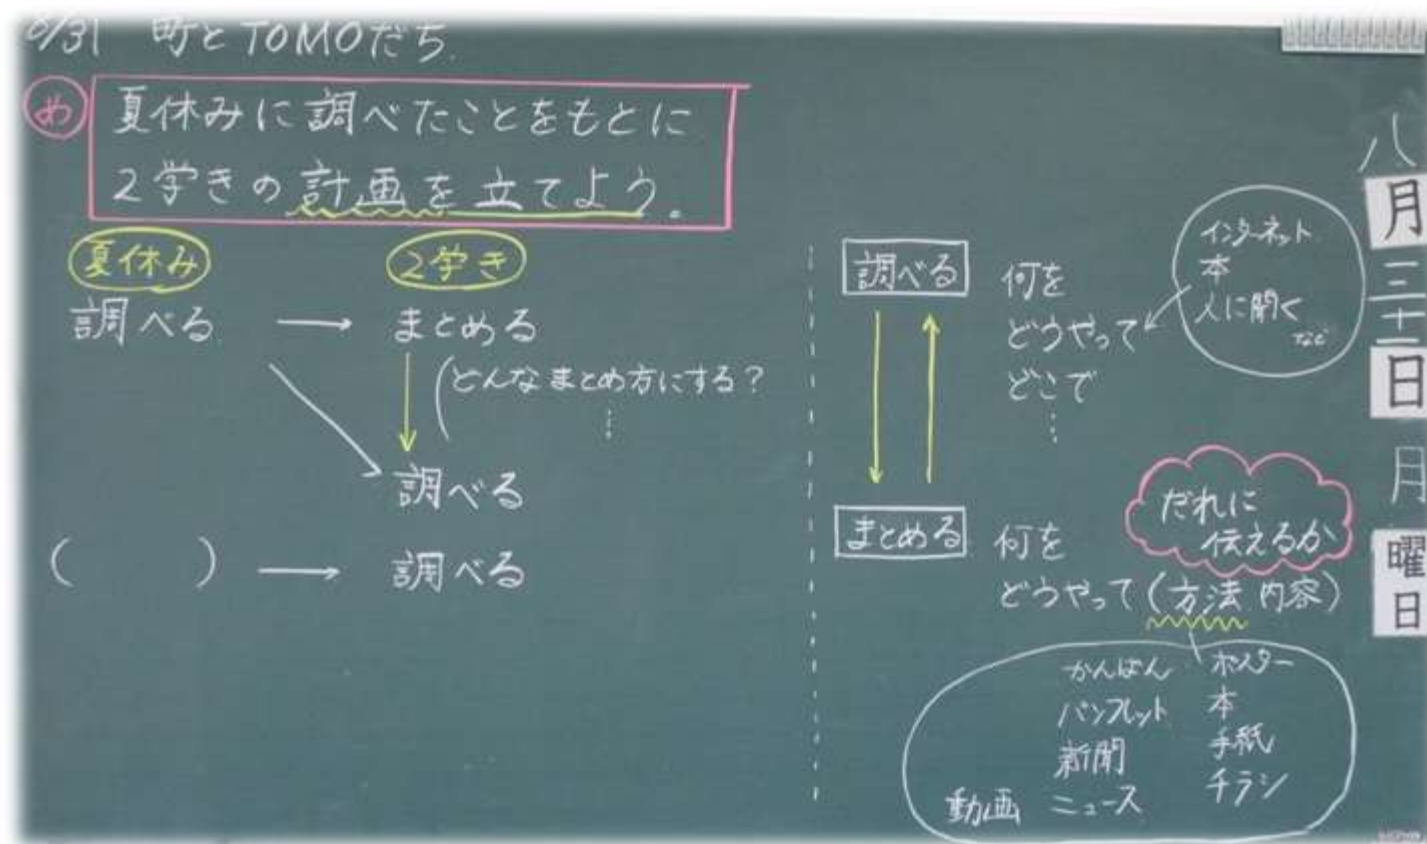 8/31 町とTOMOだち.
め
夏休みに調べたことをもとに
2学きの計画を立てよう。
夏休み
2学き
調べる → まとめる
(どんなまとめ方にする?
⋮
調べる
( ) → 調べる
調べる
何を
どうやって
どこで
⋮
インターネット
本
人に聞く
など
まとめる
何を
どうやって(方法 内容)
だれに
伝えるか
かんばん
パンフレット
新聞
動画 ニュース
ポスター
本
手紙
チラシ
八
月
三十一
日
月
曜
日